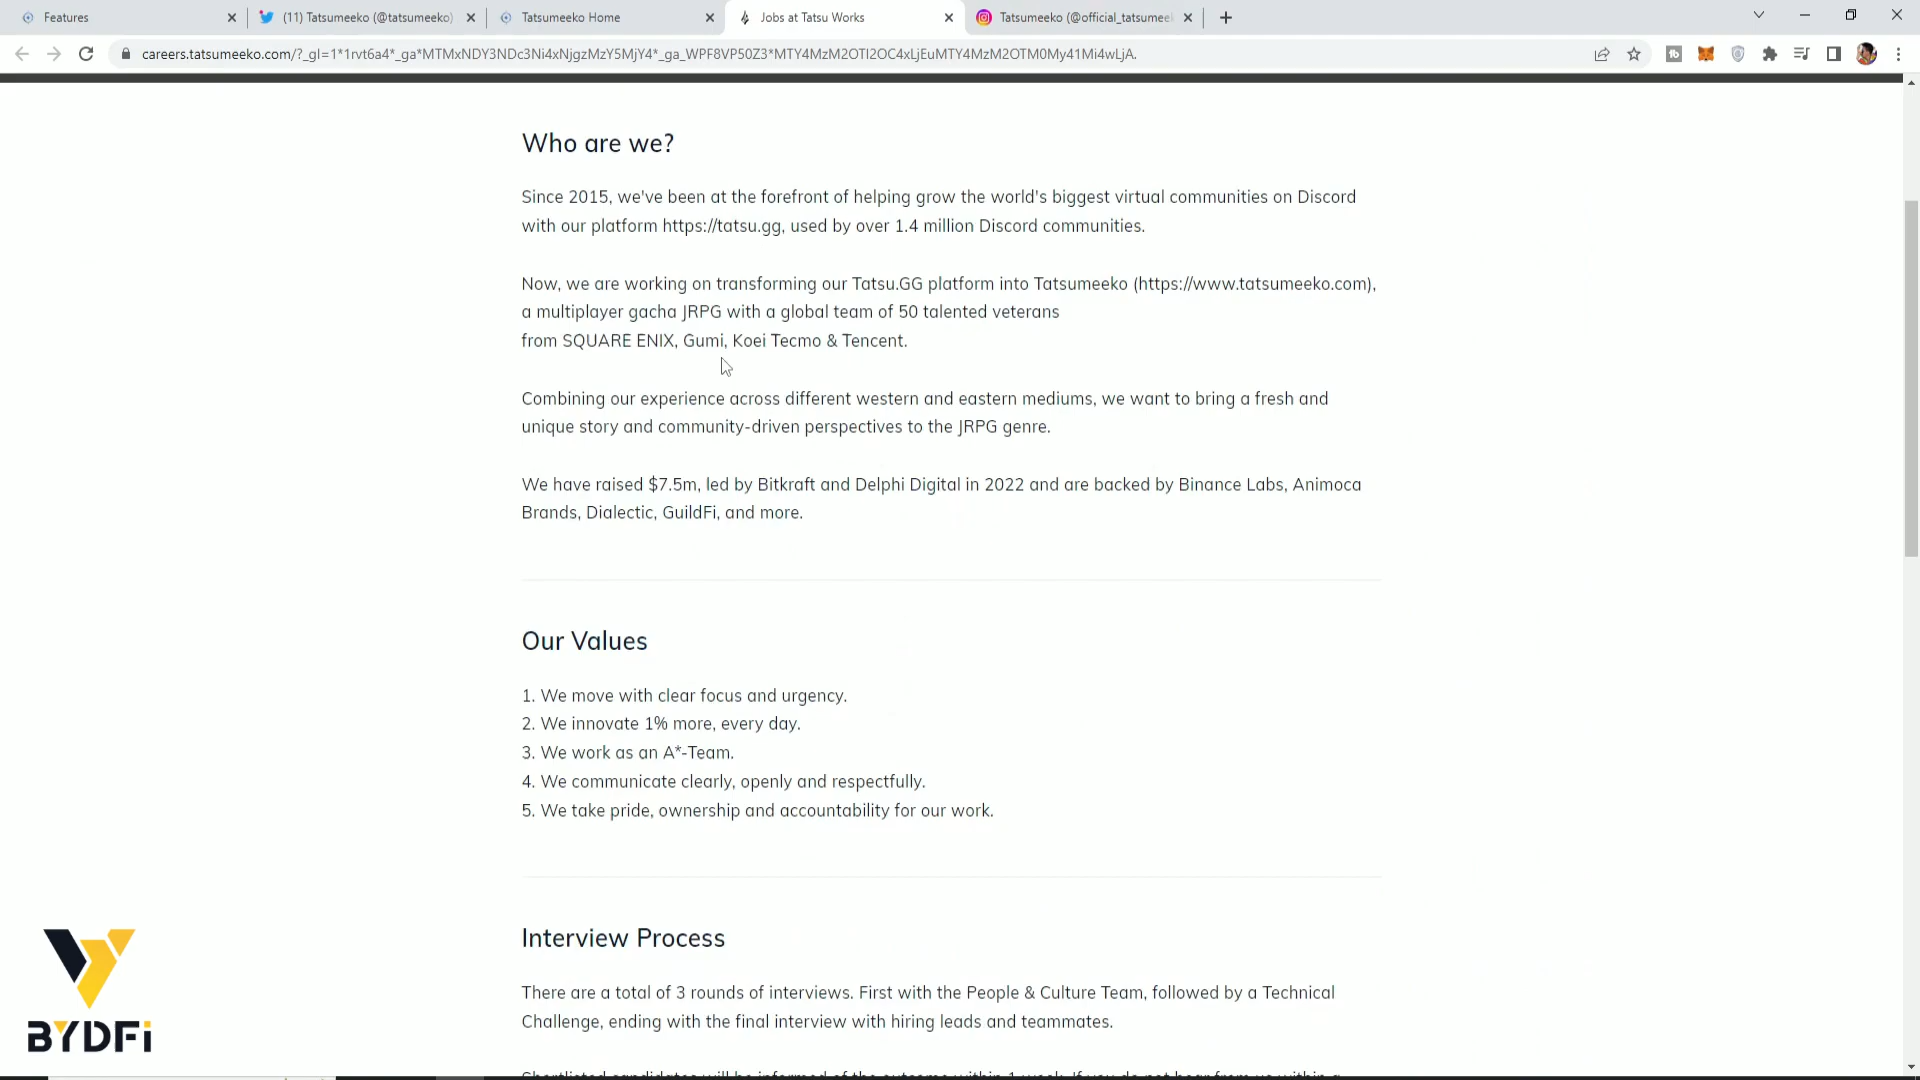 Features
(11) Tatsumeeko (@tatsumeeko)
Tatsumeeko Home
Jobs at Tatsu Works
Tatsumeeko (@official_tatsumee
careers.tatsumeeko.com/?_gl=1*1rvt6a4*_ga*MTMxNDY3NDc3Ni4xNjgzMzY5MjY4*_ga_WPF8VP50Z3*MTY4MzM2OTI2OC4xLjEuMTY4MzM2OTM0My41Mi4wLjA.
Who are we?
Since 2015, we've been at the forefront of helping grow the world's biggest virtual communities on Discord
with our platform https://tatsu.gg, used by over 1.4 million Discord communities.
Now, we are working on transforming our Tatsu.GG platform into Tatsumeeko (https://www.tatsumeeko.com),
a multiplayer gacha JRPG with a global team of 50 talented veterans
from SQUARE ENIX, Gumi, Koei Tecmo & Tencent.
Combining our experience across different western and eastern mediums, we want to bring a fresh and
unique story and community-driven perspectives to the JRPG genre.
We have raised $7.5m, led by Bitkraft and Delphi Digital in 2022 and are backed by Binance Labs, Animoca
Brands, Dialectic, GuildFi, and more.
Our Values
1. We move with clear focus and urgency.
2. We innovate 1% more, every day.
3. We work as an A*-Team.
4. We communicate clearly, openly and respectfully.
5. We take pride, ownership and accountability for our work.
Interview Process
There are a total of 3 rounds of interviews. First with the People & Culture Team, followed by a Technical
Challenge, ending with the final interview with hiring leads and teammates.
BYDFi